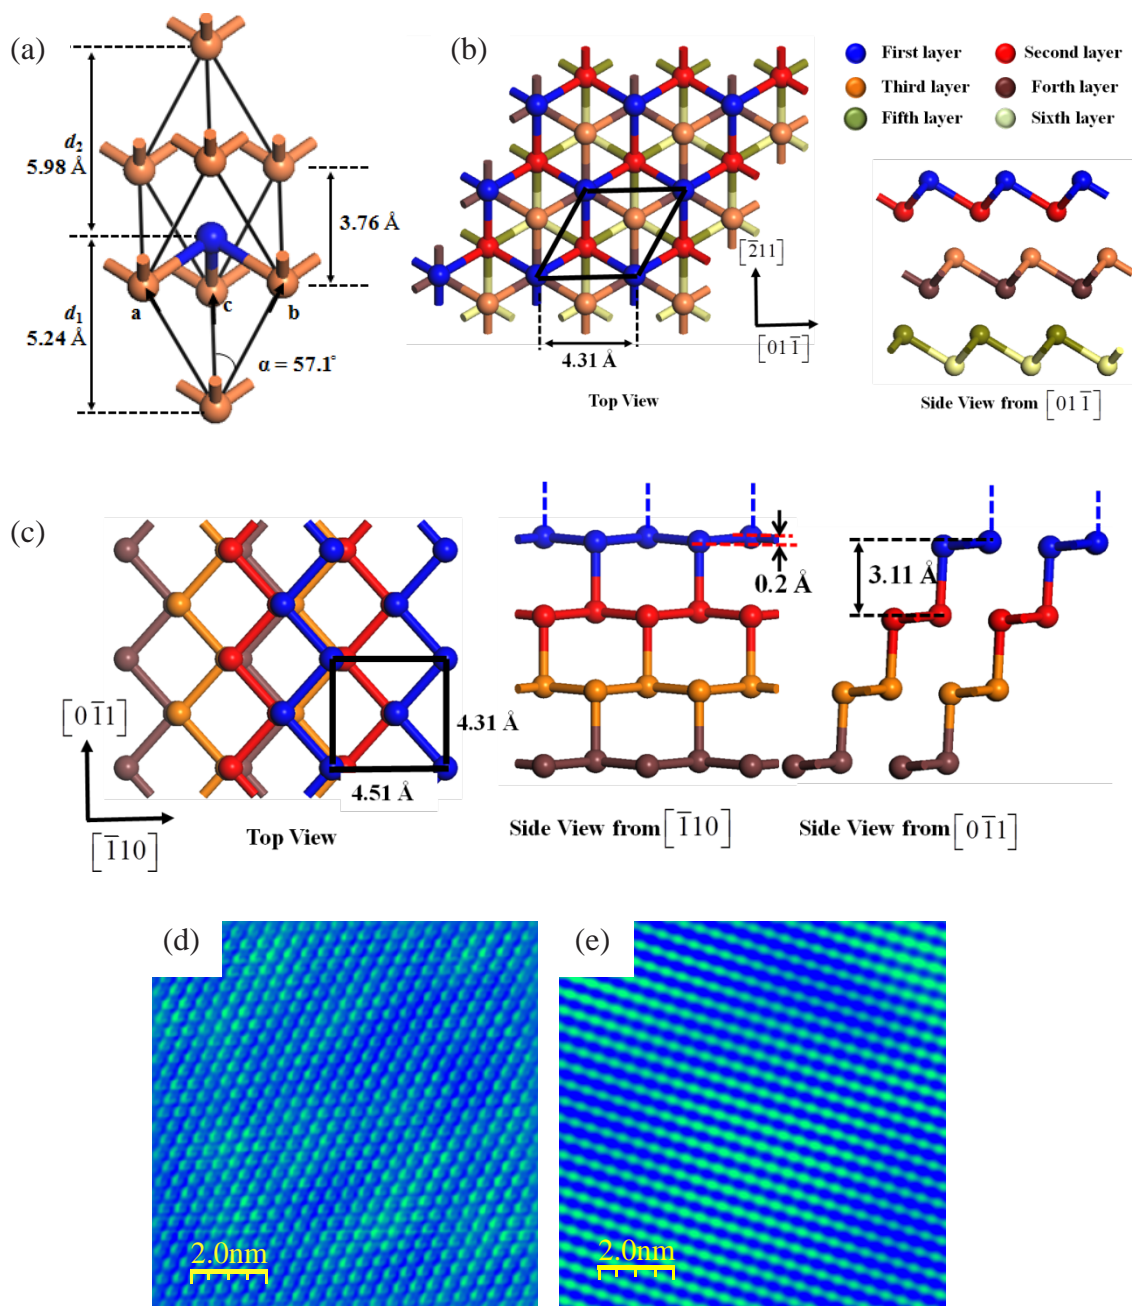 (a)
d2
5.98 Å
3.76 Å
a
c
b
d1
5.24 Å
α = 57.1°
(b)
[2̅11]
[011̅]
4.31 Å
Top View
First layer
Second layer
Third layer
Forth layer
Fifth layer
Sixth layer
Side View from [011̅]
(c)
[01̅1]
[1̅10]
4.31 Å
4.51 Å
Top View
0.2 Å
Side View from [1̅10]
3.11 Å
Side View from [01̅1]
(d)
2.0nm
(e)
2.0nm